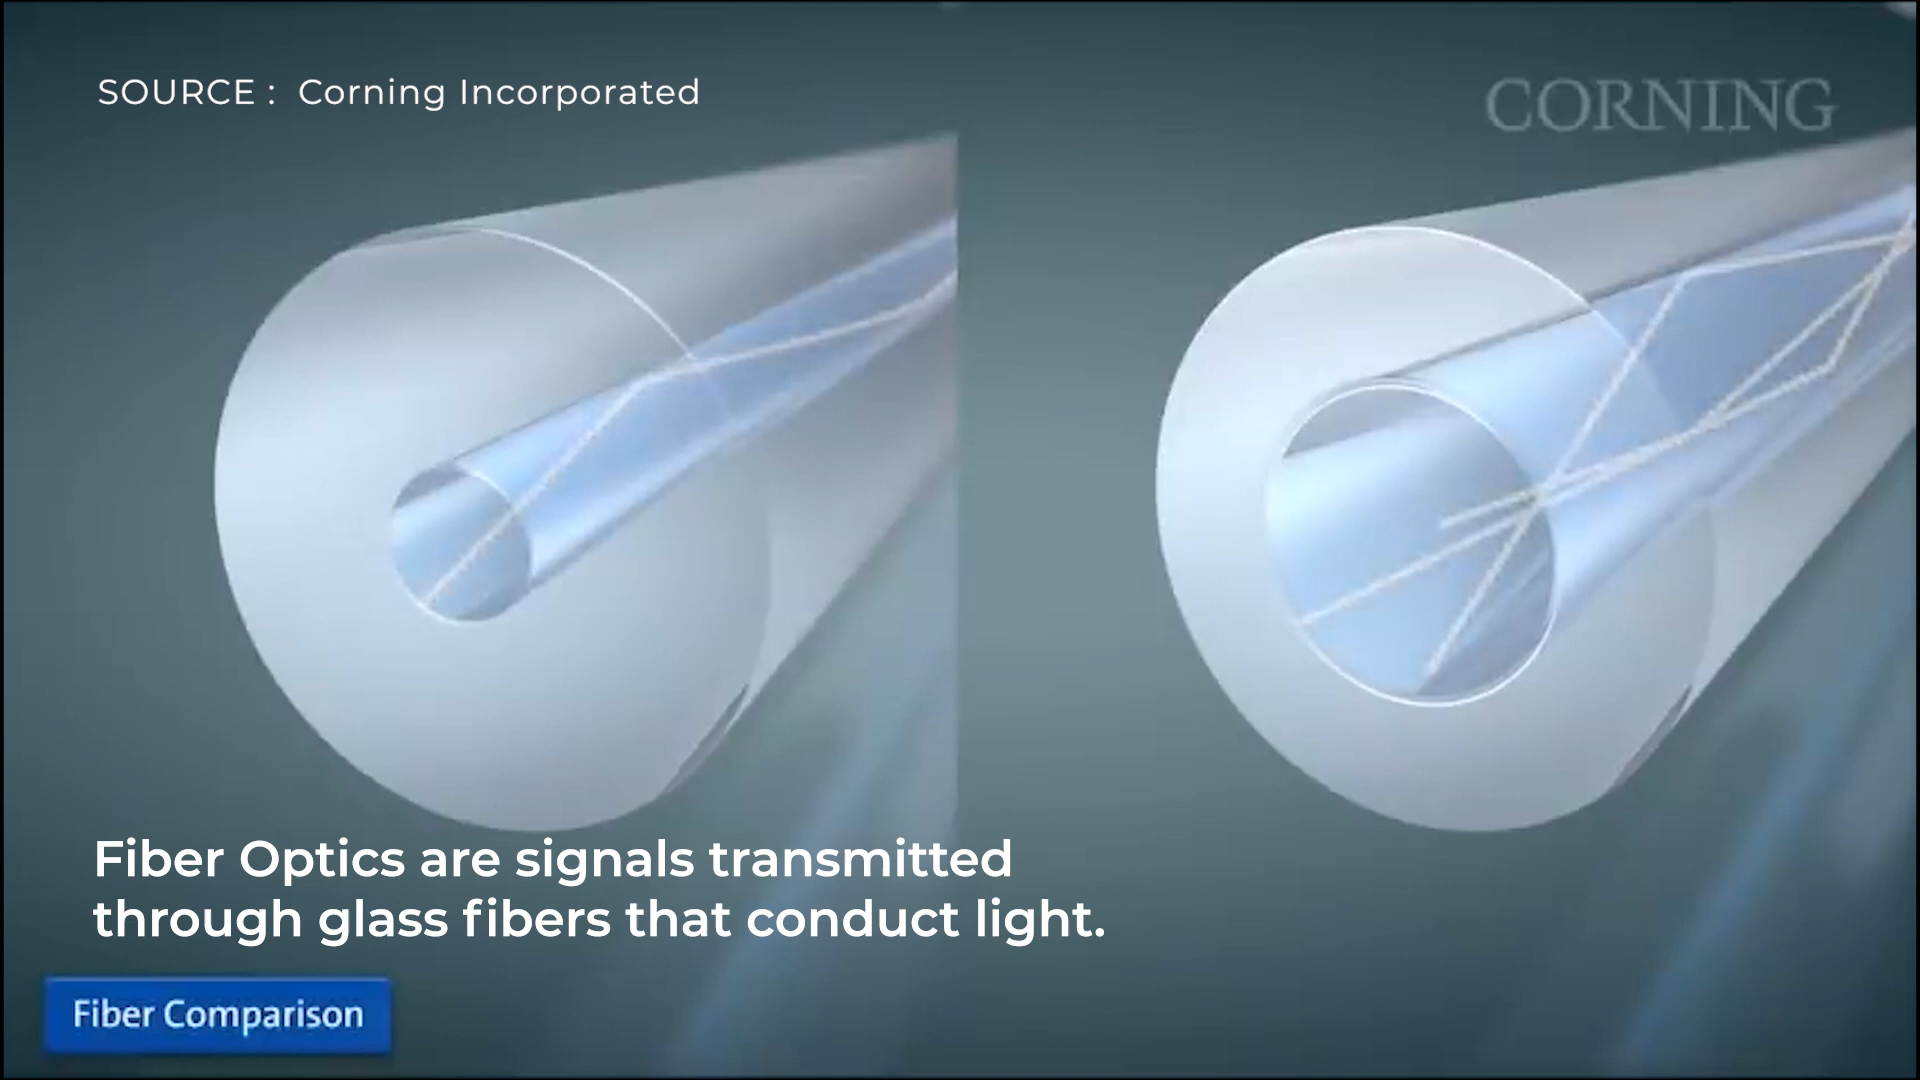 SOURCE :  Corning Incorporated
CORNING
Fiber Optics are signals transmitted
through glass fibers that conduct light.
Fiber Comparison